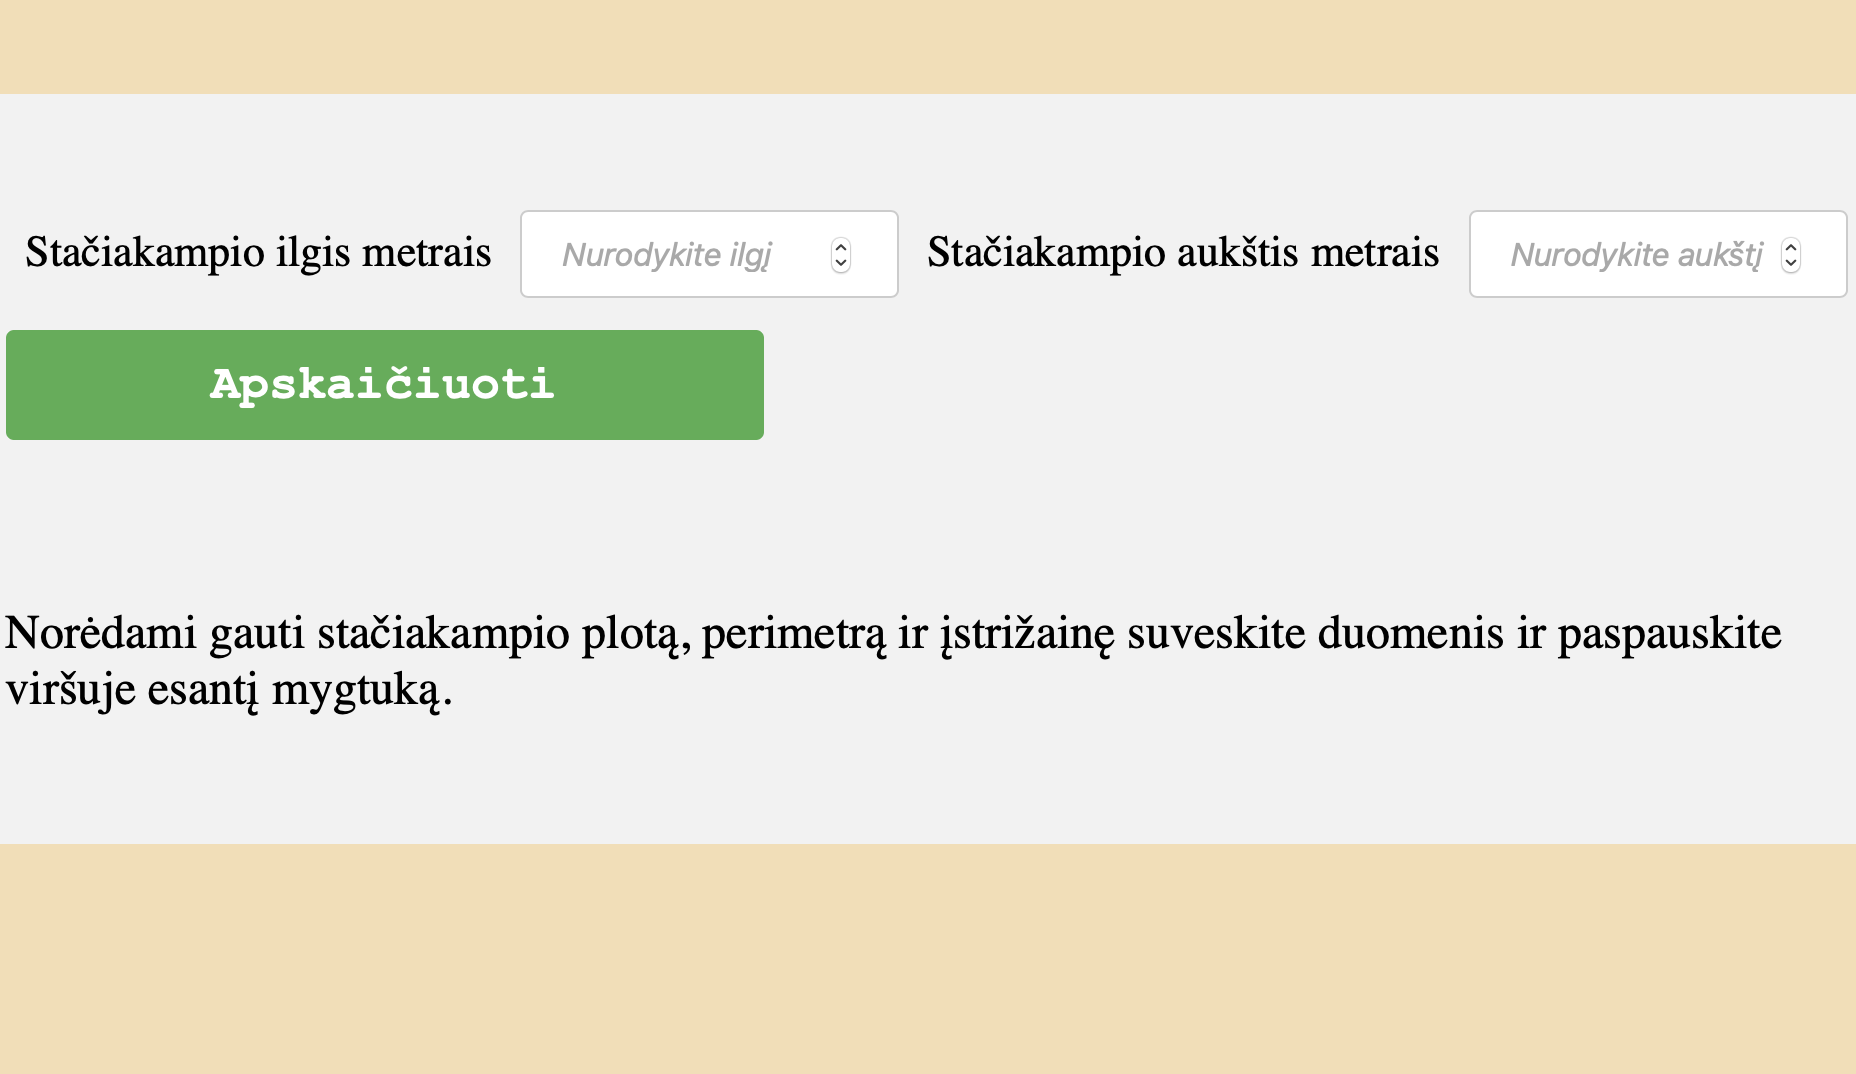 Stačiakampio ilgis metrais Nurodykite ilgį Stačiakampio aukštis metrais Nurodykite aukštį
Apskaičiuoti
Norėdami gauti stačiakampio plotą, perimetrą ir įstrižainę suveskite duomenis ir paspauskite
viršuje esantį mygtuką.